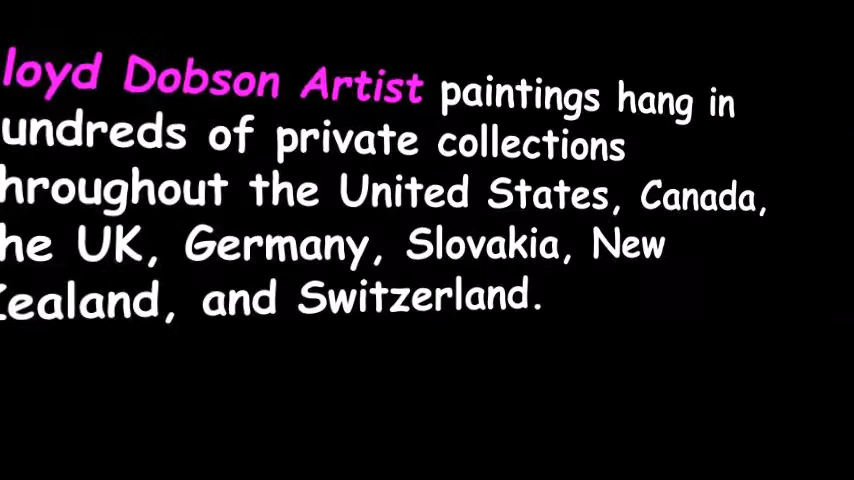 loyd Dobson Artist paintings hang in
undreds of private collections
hroughout the United States, Canada,
he UK, Germany, Slovakia, New
Zealand, and Switzerland.